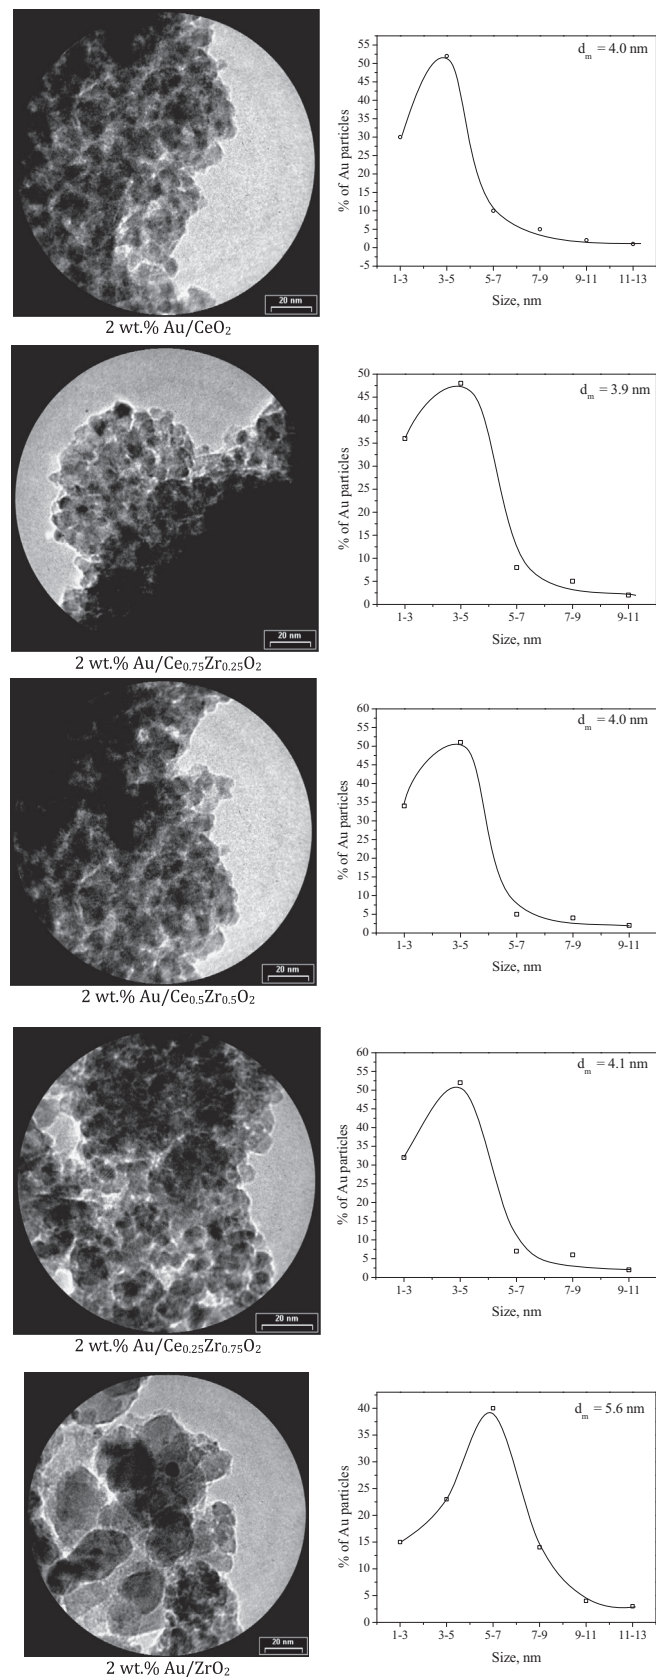 d_m = 4.0 nm
55
50
45
40
35
30
25
20
15
10
5
0
-5
% of Au particles
1-3 3-5 5-7 7-9 9-11 11-13
Size, nm
20 nm
2 wt.% Au/CeO₂
d_m = 3.9 nm
50
45
40
35
30
25
20
15
10
5
0
% of Au particles
1-3 3-5 5-7 7-9 9-11
Size, nm
20 nm
2 wt.% Au/Ce₀.₇₅Zr₀.₂₅O₂
d_m = 4.0 nm
60
55
50
45
40
35
30
25
20
15
10
5
0
% of Au particles
1-3 3-5 5-7 7-9 9-11
Size, nm
20 nm
2 wt.% Au/Ce₀.₅Zr₀.₅O₂
d_m = 4.1 nm
60
55
50
45
40
35
30
25
20
15
10
5
0
% of Au particles
1-3 3-5 5-7 7-9 9-11
Size, nm
20 nm
2 wt.% Au/Ce₀.₂₅Zr₀.₇₅O₂
d_m = 5.6 nm
40
35
30
25
20
15
10
5
0
% of Au particles
1-3 3-5 5-7 7-9 9-11 11-13
Size, nm
20 nm
2 wt.% Au/ZrO₂